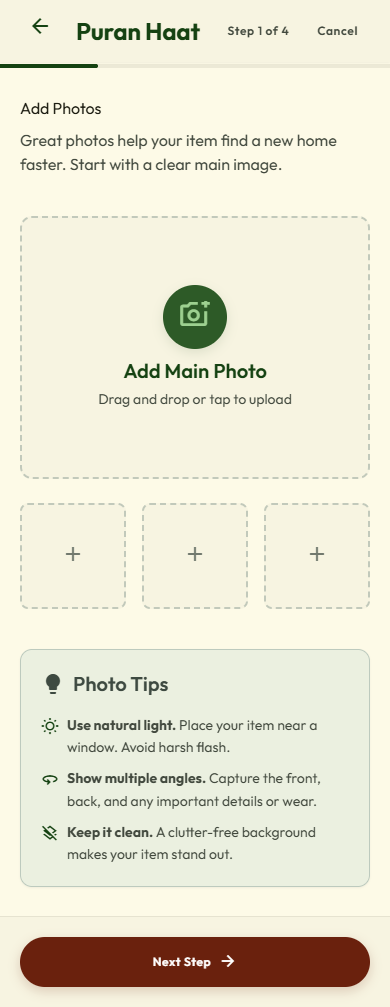 Puran Haat
Step 1 of 4
Cancel
Add Photos
Great photos help your item find a new home
faster. Start with a clear main image.
Add Main Photo
Drag and drop or tap to upload
Photo Tips
Use natural light. Place your item near a
window. Avoid harsh flash.
Show multiple angles. Capture the front,
back, and any important details or wear.
Keep it clean. A clutter-free background
makes your item stand out.
Next Step